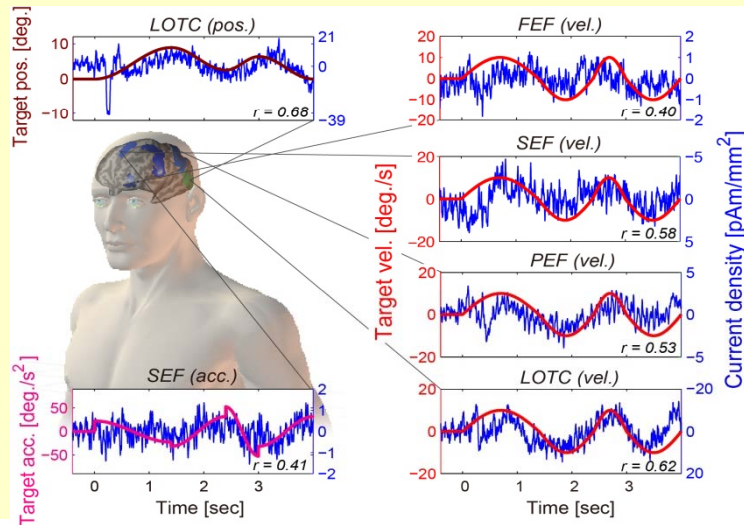 LOTC (pos.)
Target pos. [deg.]
10
0
−10
21
0
−39
r = 0.68
FEF (vel.)
20
10
0
−10
−20
2
1
0
−1
−2
r = 0.40
SEF (vel.)
20
0
−20
−5
0
5
r = 0.58
Target vel. [deg./s]
Current density [pAm/mm²]
PEF (vel.)
20
0
−20
−5
0
5
r = 0.53
SEF (acc.)
Target acc. [deg./s²]
50
0
−50
1
0
−1
−2
r = 0.41
0 1 2 3
Time [sec]
LOTC (vel.)
20
0
−20
−20
0
20
r = 0.62
0 1 2 3
Time [sec]